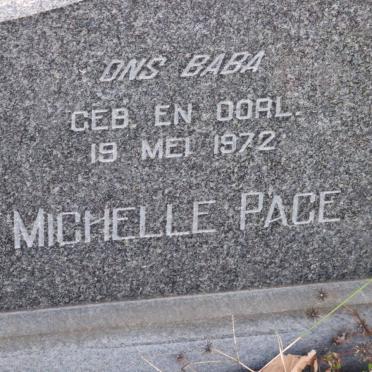 ONS BABA
GEB. EN OORL.
19 MEI 1972
MICHELLE PAGE